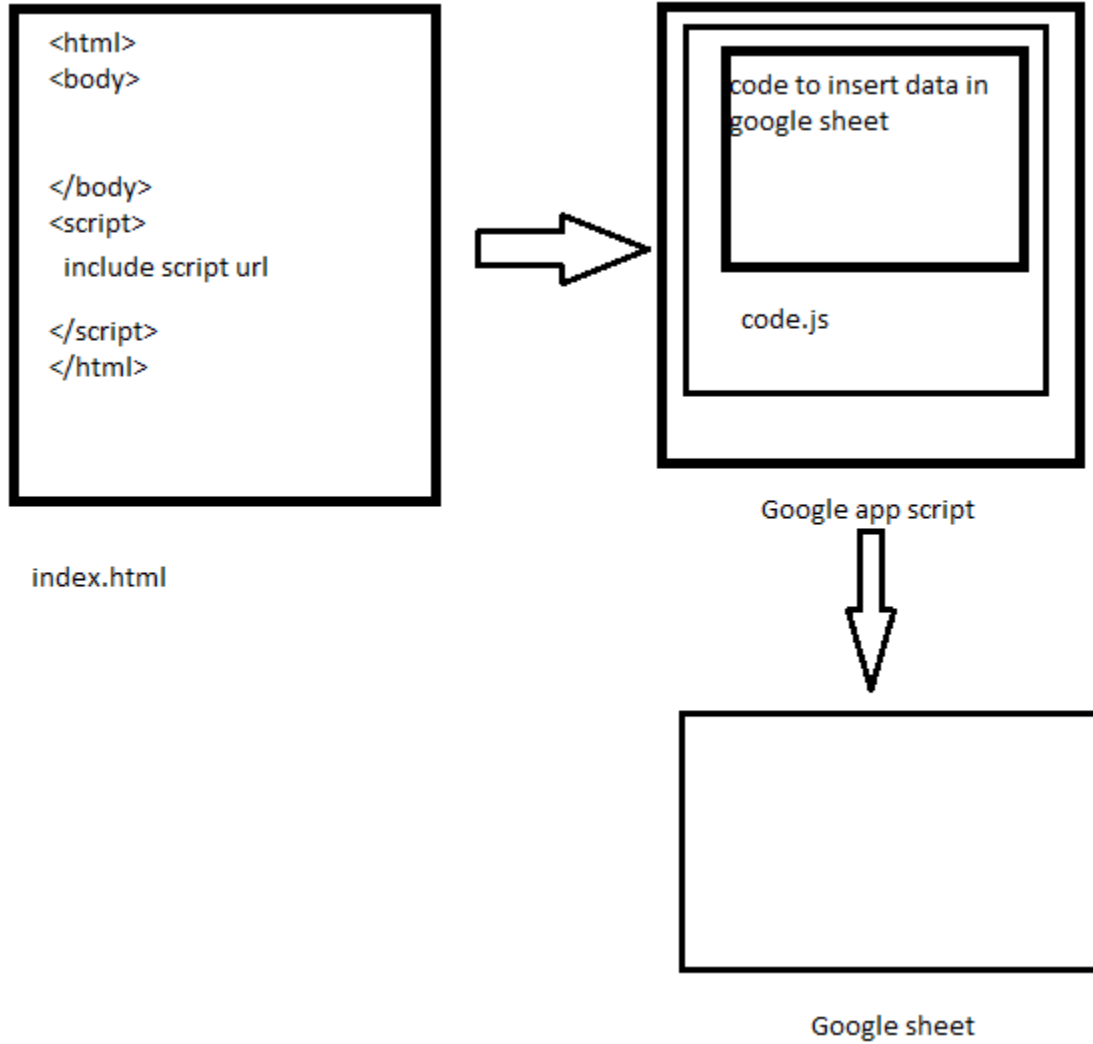 <html>
<body>
</body>
<script>
include script url
</script>
</html>
index.html
code to insert data in
google sheet
code.js
Google app script
Google sheet